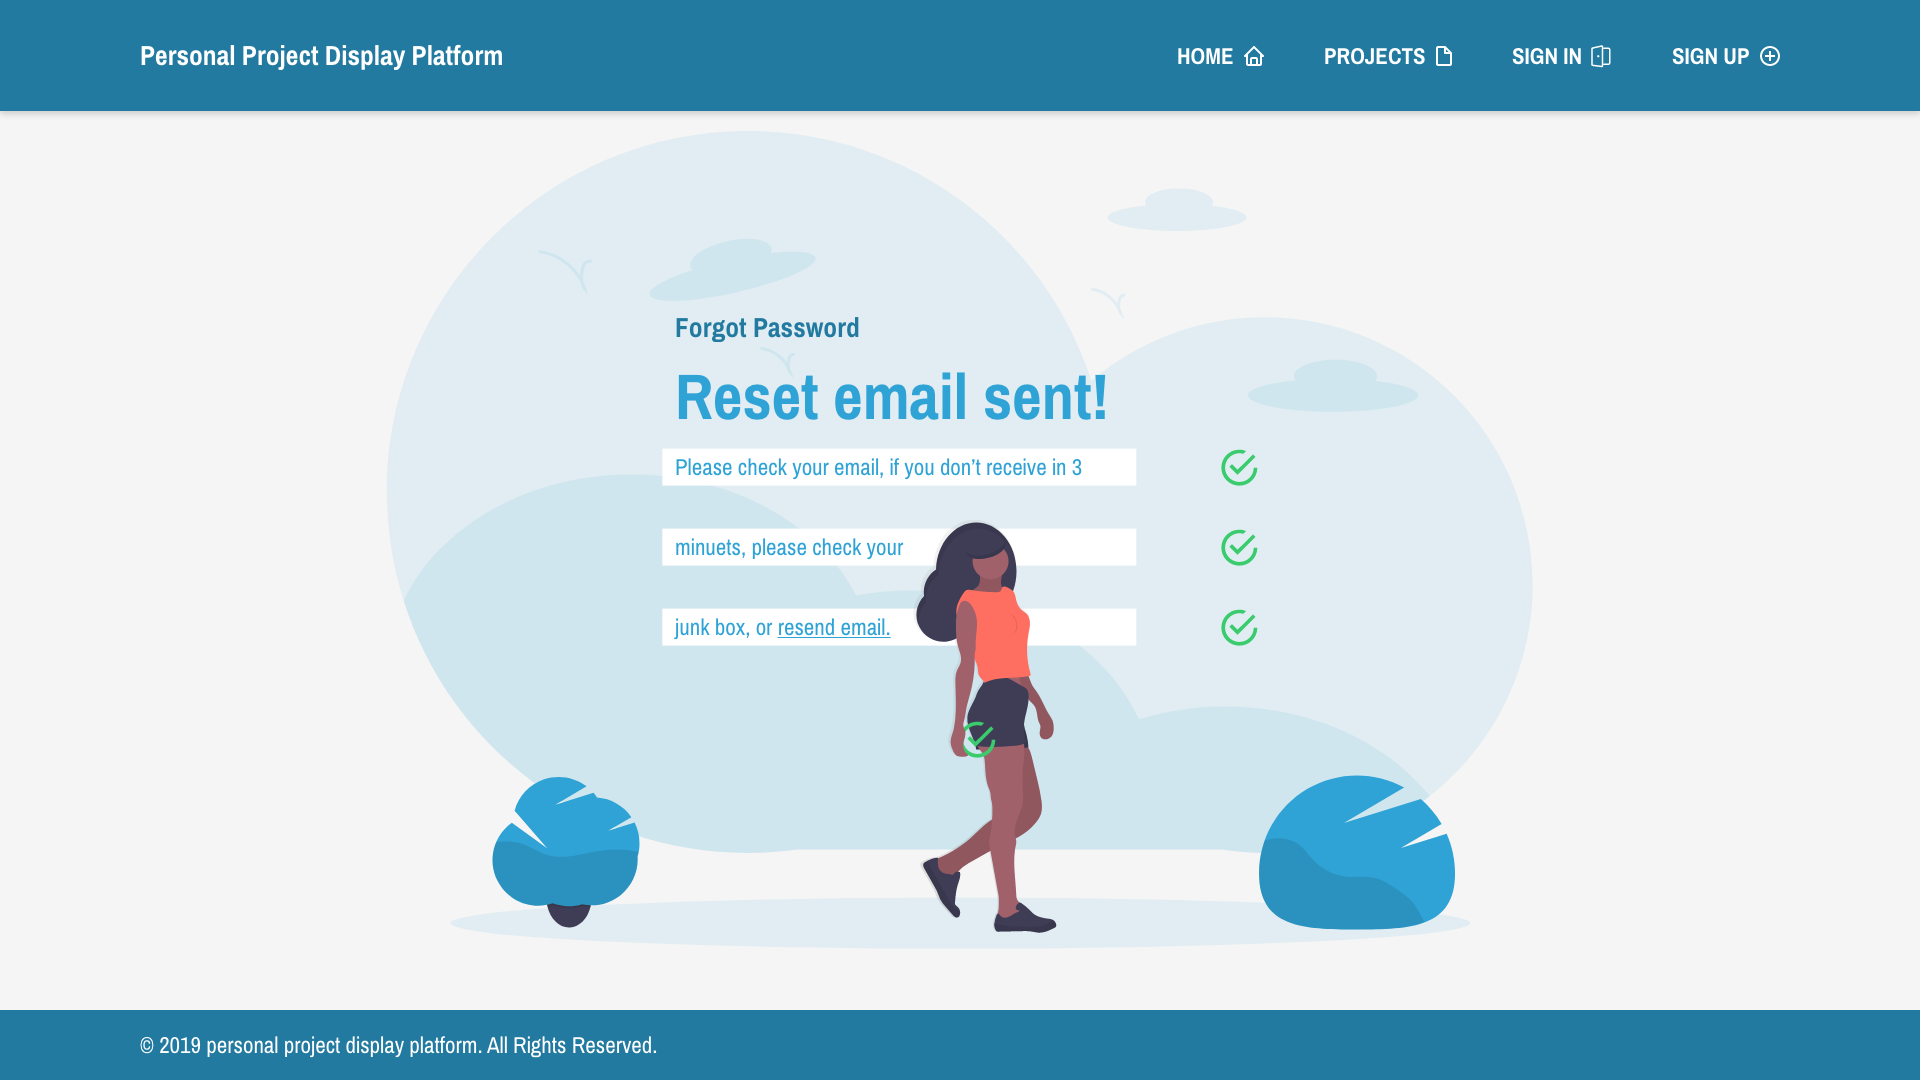 Personal Project Display Platform
HOME
PROJECTS
SIGN IN
SIGN UP
Forgot Password
Reset email sent!
Please check your email, if you don’t receive in 3
minuets, please check your
junk box, or resend email.
© 2019 personal project display platform. All Rights Reserved.